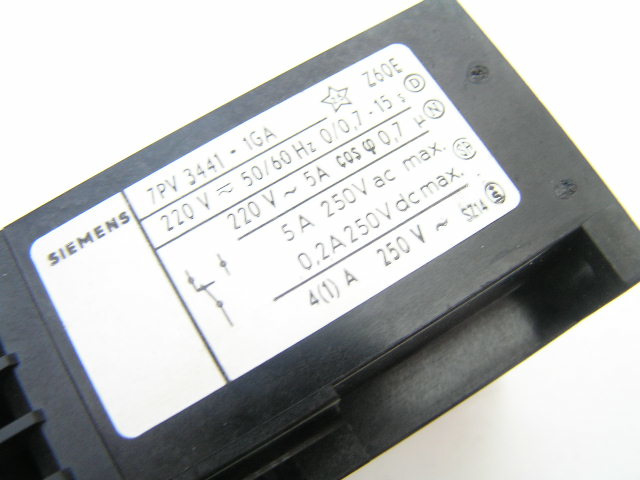 SIEMENS
7PV 3441-1GA Z60E
220 V ≂ 50/60 Hz 0/0,7-15 s D
220 V ~ 5A cos φ 0,7 µ N
5 A 250V ac max.
0,2A 250V dc max.
4(1) A 250 V ~ SZ14 S